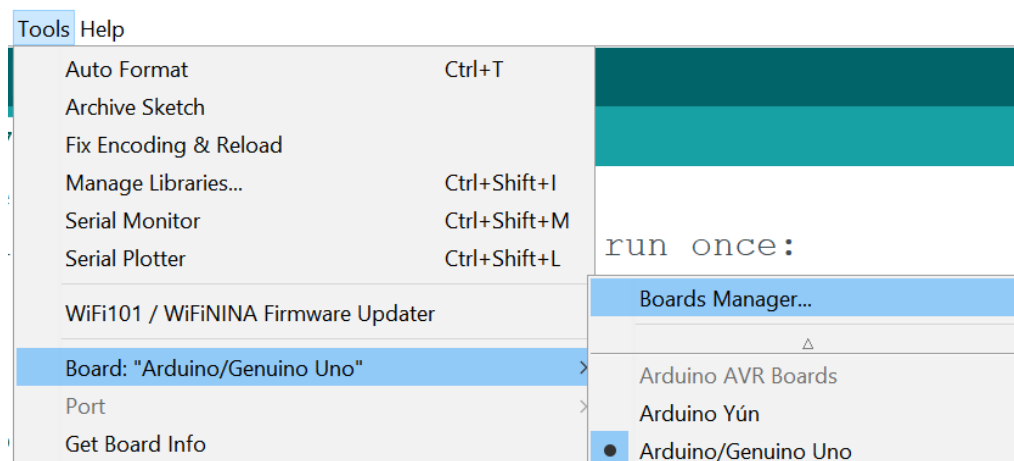 Tools Help
Auto Format Ctrl+T
Archive Sketch
Fix Encoding & Reload
Manage Libraries... Ctrl+Shift+I
Serial Monitor Ctrl+Shift+M
Serial Plotter Ctrl+Shift+L
run once:
WiFi101 / WiFiNINA Firmware Updater
Boards Manager...
Board: "Arduino/Genuino Uno"
Arduino AVR Boards
Port
Arduino Yún
Get Board Info
Arduino/Genuino Uno